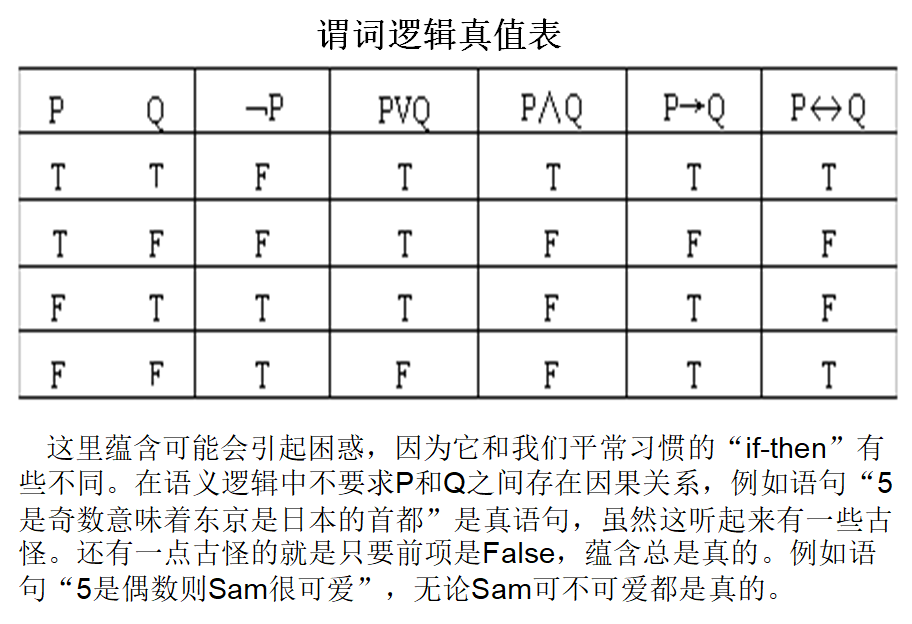 谓词逻辑真值表
P Q ¬P P∨Q P∧Q P→Q P↔Q
T T F T T T T
T F F T F F F
F T T T F T F
F F T F F T T
这里蕴含可能会引起困惑，因为它和我们平常习惯的“if-then”有
些不同。在语义逻辑中不要求P和Q之间存在因果关系，例如语句“5
是奇数意味着东京是日本的首都”是真语句，虽然这听起来有一些古
怪。还有一点古怪的就是只要前项是False，蕴含总是真的。例如语
句“5是偶数则Sam很可爱”，无论Sam可不可爱都是真的。